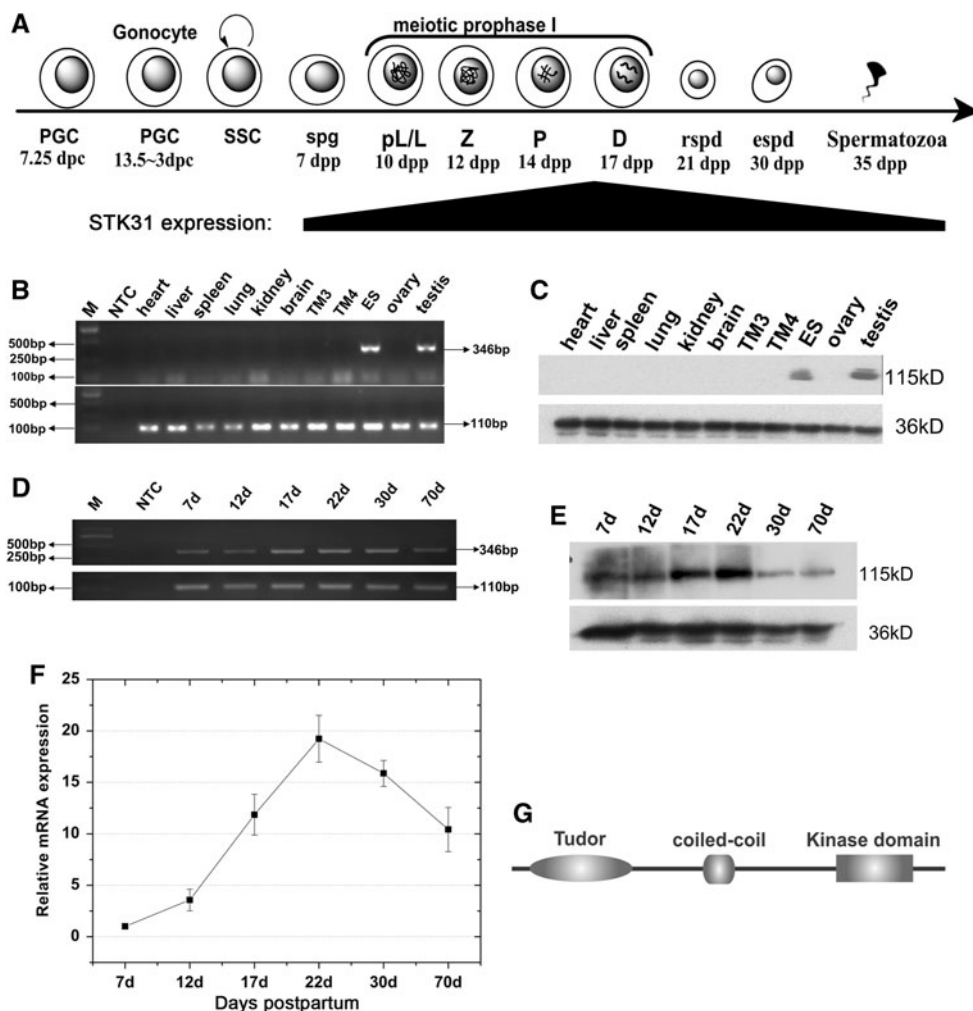 A
Gonocyte
meiotic prophase I
PGC PGC SSC spg pL/L Z P D rspd espd Spermatozoa
7.25 dpc 13.5~3dpc 7 dpp 10 dpp 12 dpp 14 dpp 17 dpp 21 dpp 30 dpp 35 dpp
STK31 expression:
B
M NTC heart liver spleen lung kidney brain TM3 TM4 ES ovary testis
500bp
250bp
100bp
346bp
500bp
100bp
110bp
C
heart liver spleen lung kidney brain TM3 TM4 ES ovary testis
115kD
36kD
D
M NTC 7d 12d 17d 22d 30d 70d
500bp
250bp
346bp
100bp
110bp
E
7d 12d 17d 22d 30d 70d
115kD
36kD
F
Relative mRNA expression
25
20
15
10
5
0
7d 12d 17d 22d 30d 70d
Days postpartum
G
Tudor coiled-coil Kinase domain